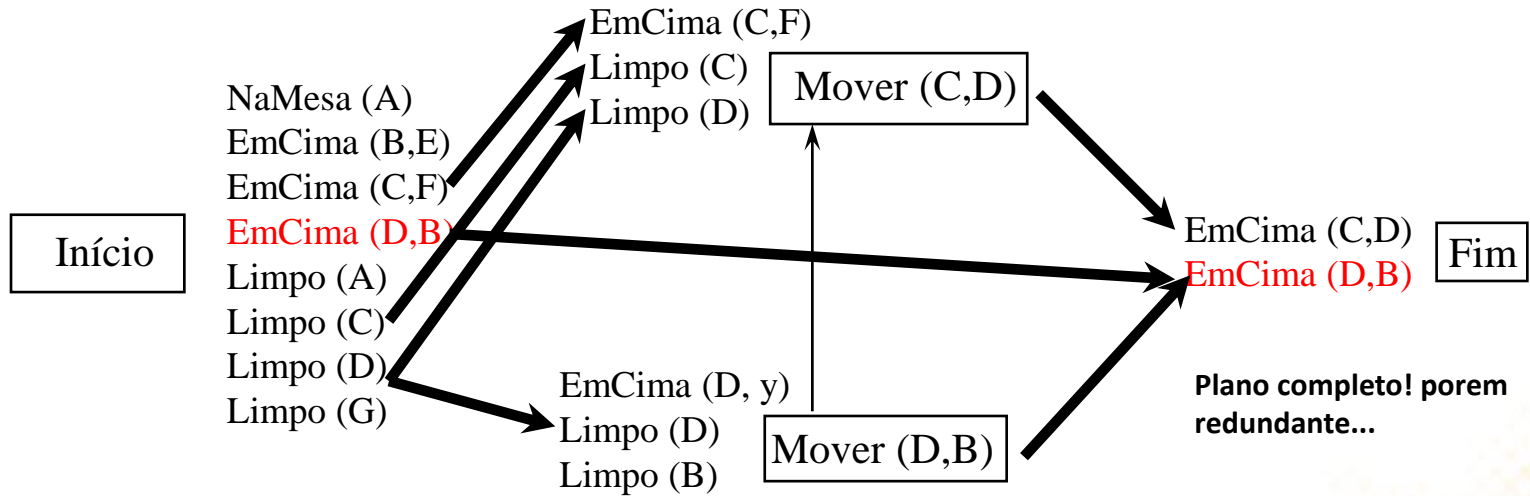 Início
NaMesa (A)
EmCima (B,E)
EmCima (C,F)
EmCima (D,B)
Limpo (A)
Limpo (C)
Limpo (D)
Limpo (G)
EmCima (C,F)
Limpo (C)
Limpo (D)
Mover (C,D)
EmCima (D, y)
Limpo (D)
Limpo (B)
Mover (D,B)
EmCima (C,D)
EmCima (D,B)
Fim
Plano completo! porem
redundante...